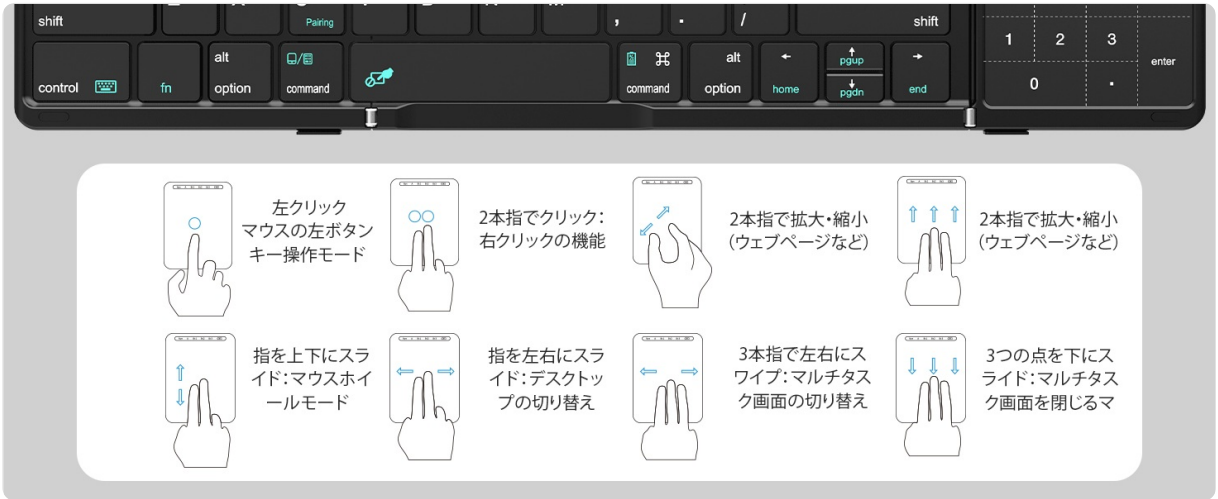 shift
Pairing
,
.
/
shift
1 2 3
enter
control
fn
alt
option
command
⌘
command
alt
option
←
home
↑
pgup
↓
pgdn
→
end
0
.
左クリック
マウスの左ボタン
キー操作モード
2本指でクリック:
右クリックの機能
2本指で拡大・縮小
(ウェブページなど)
2本指で拡大・縮小
(ウェブページなど)
指を上下にスラ
イド:マウスホイ
ールモード
指を左右にスラ
イド:デスクトッ
プの切り替え
3本指で左右にス
ワイプ:マルチタス
ク画面の切り替え
3つの点を下にス
ライド:マルチタス
ク画面を閉じるマ